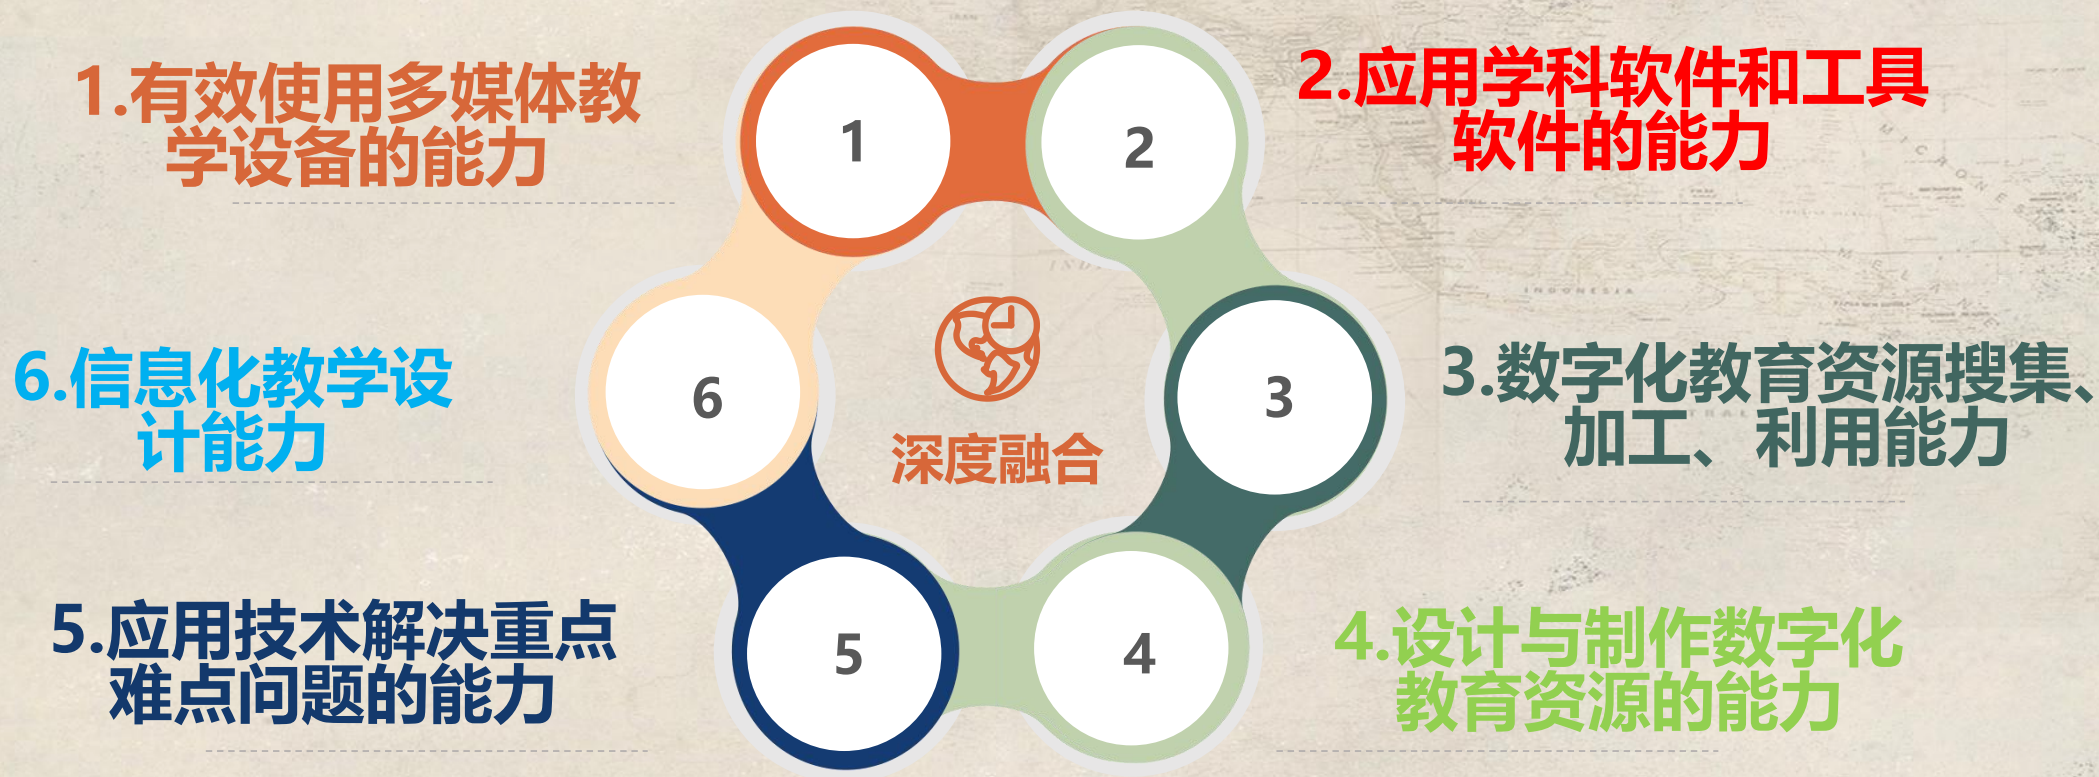 1.有效使用多媒体教
学设备的能力
2.应用学科软件和工具
软件的能力
1
2
6.信息化教学设
计能力
6
深度融合
3
3.数字化教育资源搜集、
加工、利用能力
5.应用技术解决重点
难点问题的能力
5
4
4.设计与制作数字化
教育资源的能力
INDONESIA